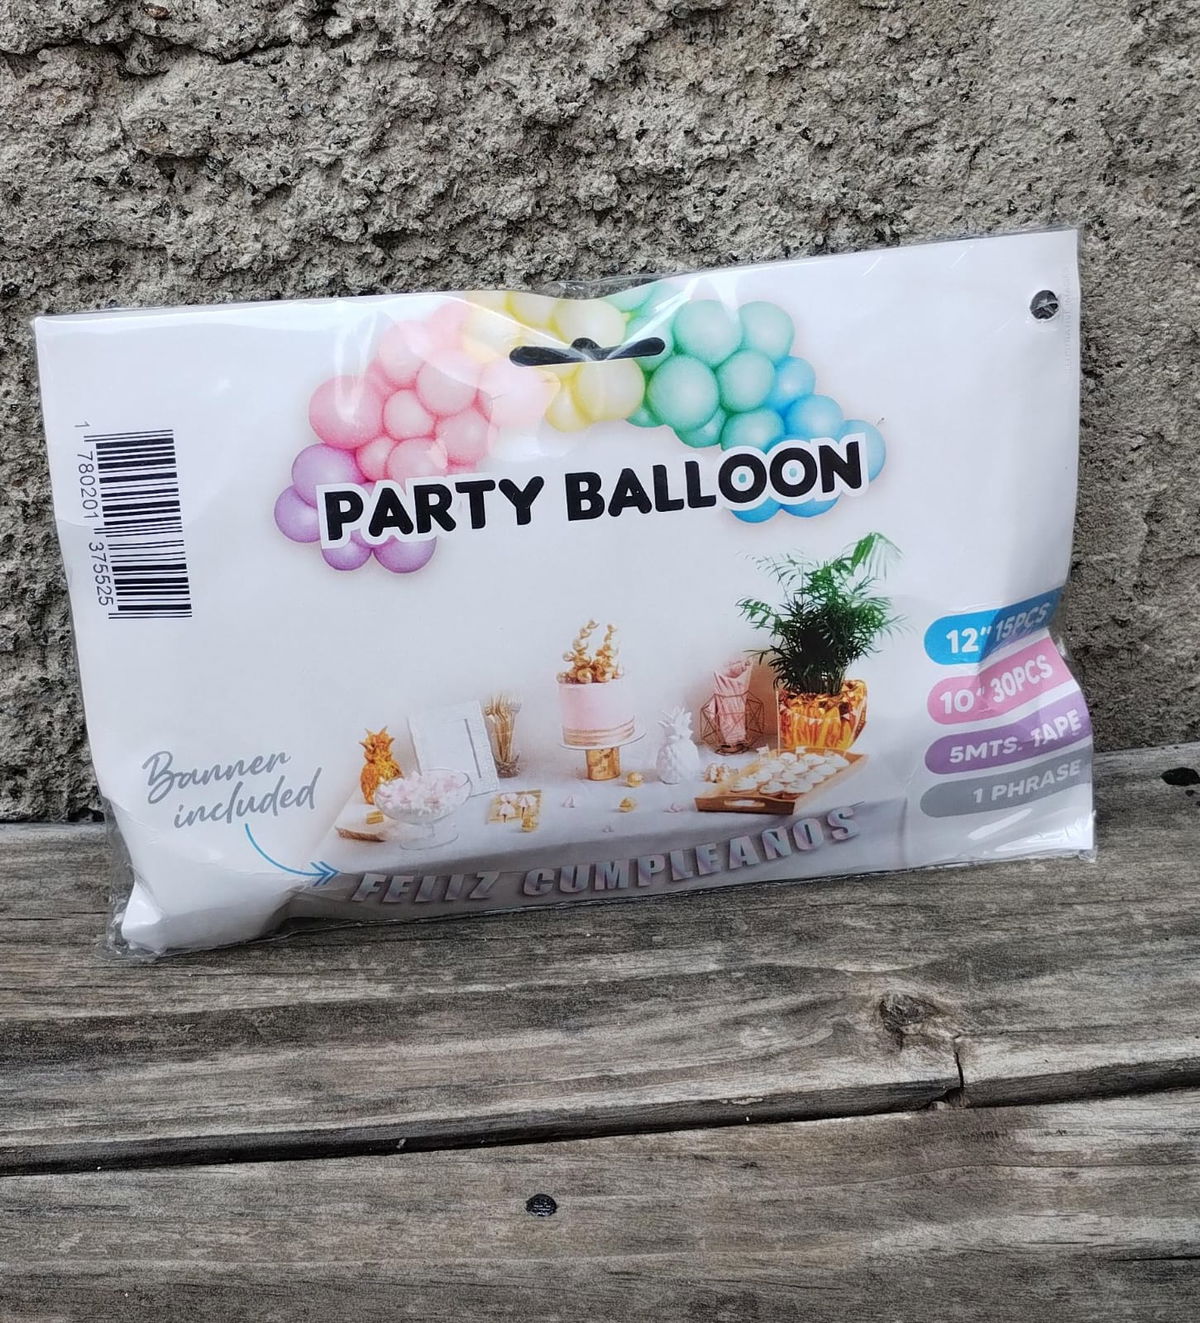 PARTY BALLOON
1 780201 375525
12" 15PCS
10" 30PCS
5MTS. TAPE
1 PHRASE
Banner
included
FELIZ CUMPLEAÑOS